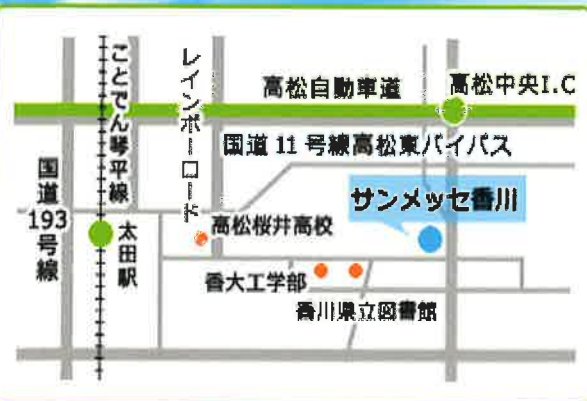 ことでん琴平線
レインボーロード
高松自動車道
高松中央I.C
国道11号線高松東バイパス
国道
193
号線
サンメッセ香川
高松桜井高校
太田駅
香大工学部
香川県立図書館